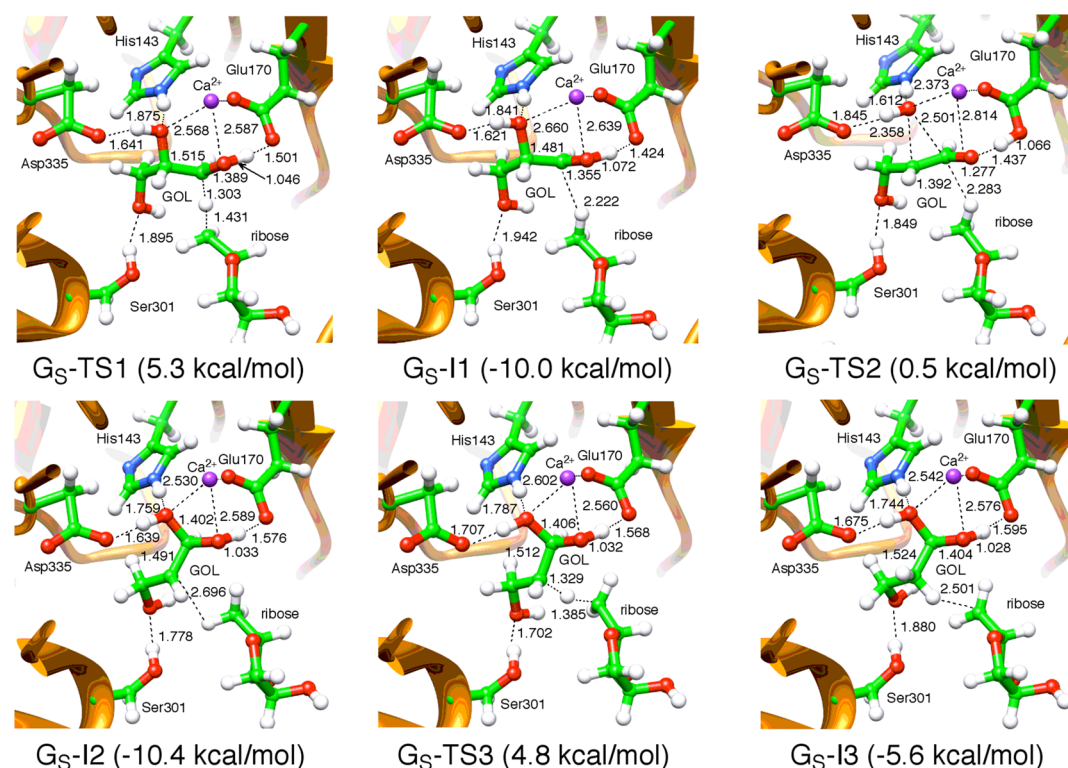 His143
Ca2+
Glu170
1.875
2.568
2.587
1.641
Asp335
1.515
1.501
1.389
1.046
1.303
GOL
1.431
1.895
ribose
Ser301
GS-TS1 (5.3 kcal/mol)
His143
Ca2+
Glu170
1.841
2.660
2.639
1.621
Asp335
1.481
1.424
1.355
1.072
GOL
2.222
1.942
ribose
Ser301
GS-I1 (-10.0 kcal/mol)
His143
Ca2+
Glu170
2.373
1.612
1.845
2.501
2.814
2.358
Asp335
1.066
1.437
1.277
1.392
2.283
GOL
1.849
ribose
Ser301
GS-TS2 (0.5 kcal/mol)
His143
Ca2+
Glu170
2.530
1.759
1.402
2.589
1.639
1.576
1.033
Asp335
1.491
GOL
2.696
ribose
1.778
Ser301
GS-I2 (-10.4 kcal/mol)
His143
Ca2+
Glu170
2.602
1.787
2.560
1.707
1.406
1.568
Asp335
1.512
1.032
GOL
1.329
1.385
ribose
1.702
Ser301
GS-TS3 (4.8 kcal/mol)
His143
Ca2+
Glu170
2.542
1.744
2.576
1.675
1.595
Asp335
1.524
1.404
1.028
GOL
2.501
ribose
1.880
Ser301
GS-I3 (-5.6 kcal/mol)